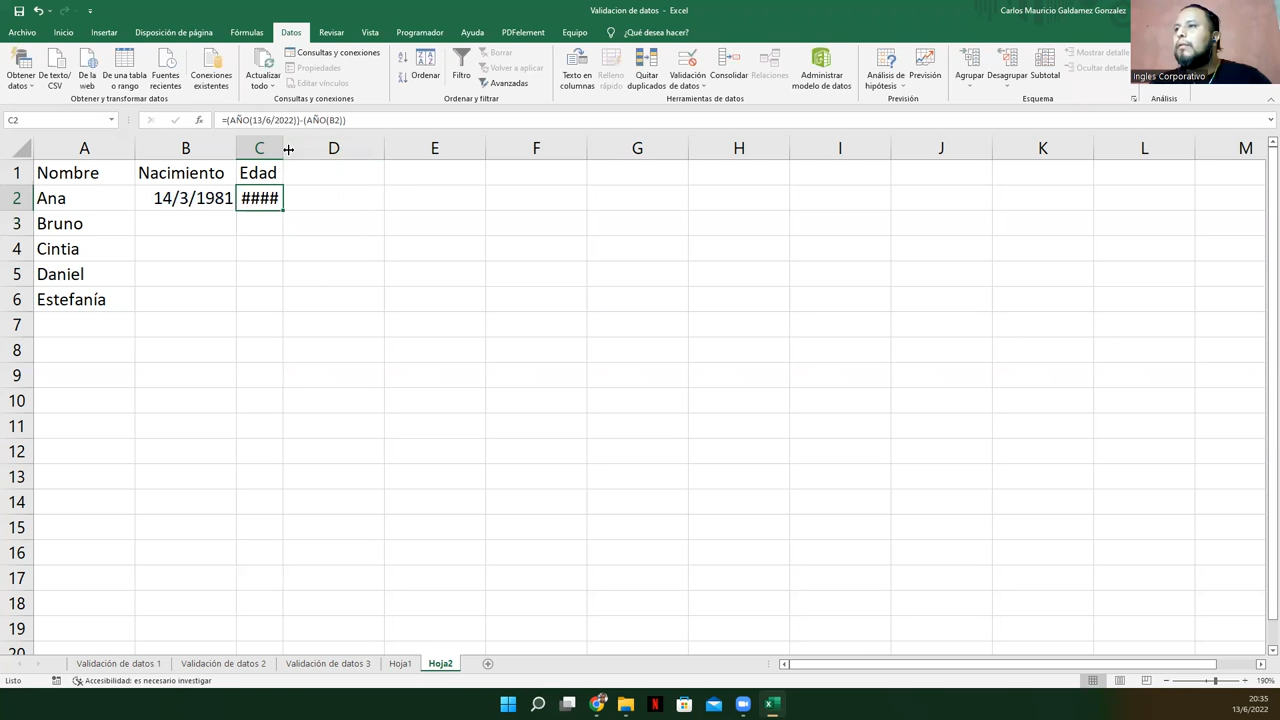 Validacion de datos - Excel
Carlos Mauricio Galdamez Gonzalez
Archivo Inicio Insertar Disposición de página Fórmulas Datos Revisar Vista Programador Ayuda PDFelement Equipo ¿Qué desea hacer?
Obtener datos
De texto/CSV
De la web
De una tabla o rango
Fuentes recientes
Conexiones existentes
Obtener y transformar datos
Actualizar todo
Consultas y conexiones
Propiedades
Editar vínculos
Consultas y conexiones
Ordenar
Filtro
Borrar
Volver a aplicar
Avanzadas
Ordenar y filtrar
Texto en columnas
Relleno rápido
Quitar duplicados
Validación de datos
Consolidar
Relaciones
Administrar modelo de datos
Herramientas de datos
Análisis de hipótesis
Previsión
Previsión
Agrupar
Desagrupar
Subtotal
Mostrar detalle
Ocultar detalle
Esquema
Análisis
Ingles Corporativo
C2 fx =(AÑO(13/6/2022))-(AÑO(B2))
A B C D E F G H I J K L M
1 Nombre Nacimiento Edad
2 Ana 14/3/1981 ####
3 Bruno
4 Cintia
5 Daniel
6 Estefanía
7
8
9
10
11
12
13
14
15
16
17
18
19
20
Validación de datos 1 Validación de datos 2 Validación de datos 3 Hoja1 Hoja2
Listo Accesibilidad: es necesario investigar 190%
20:35
13/6/2022